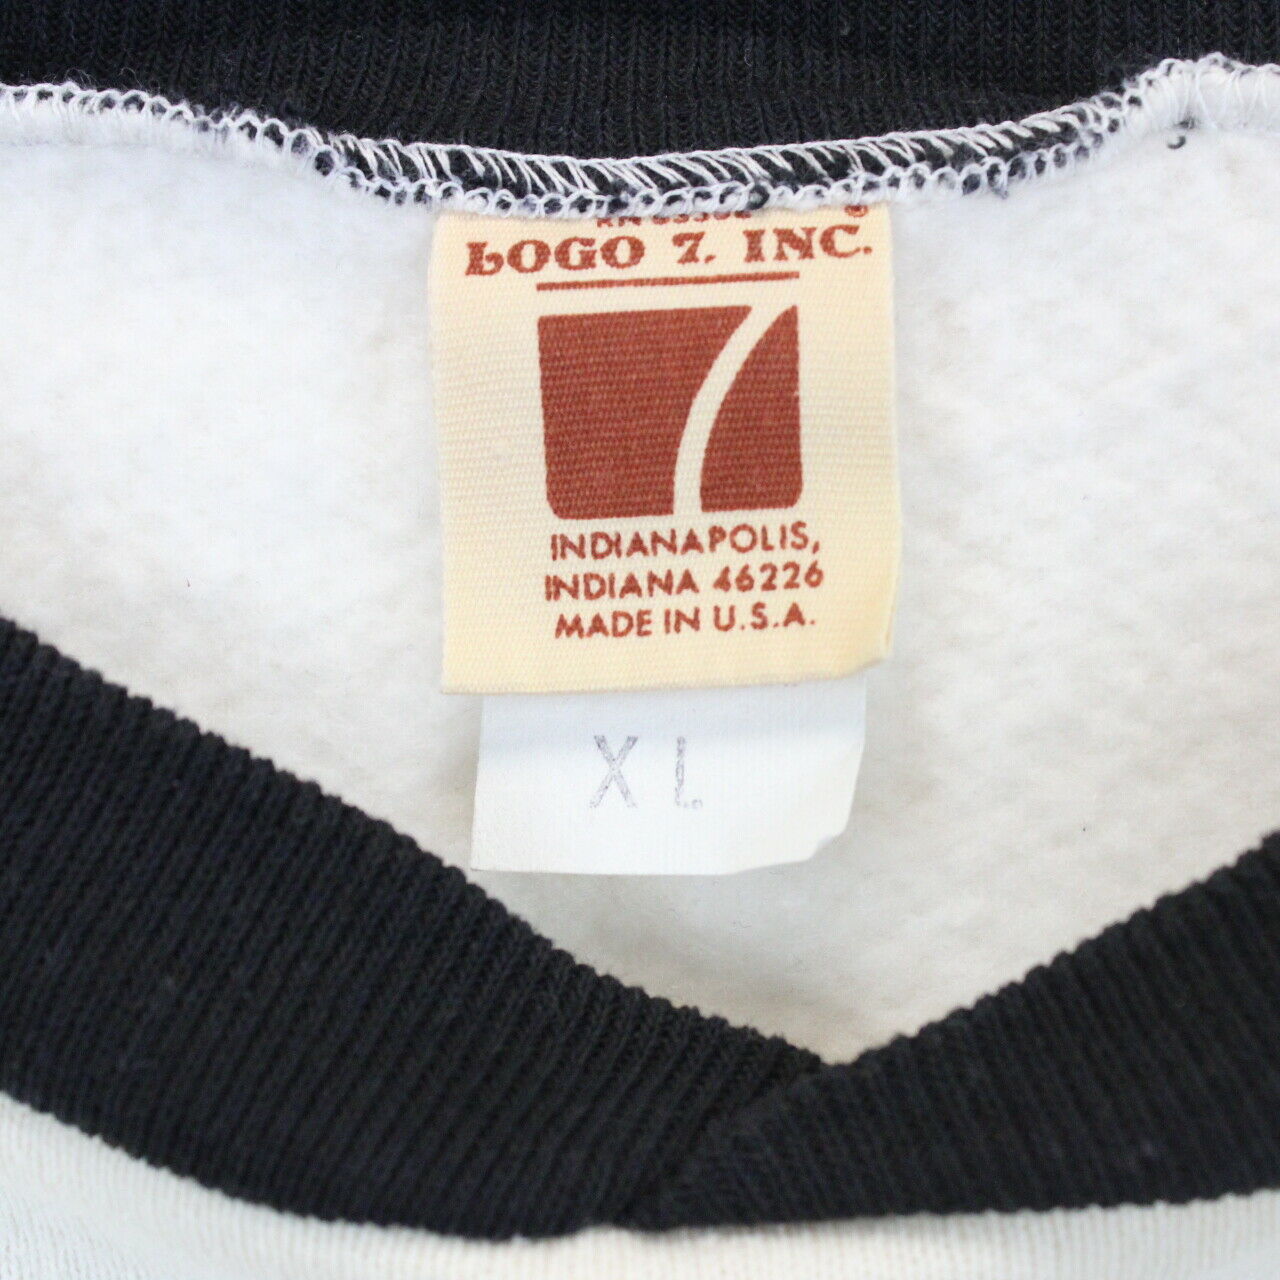 LOGO 7. INC.
7
INDIANAPOLIS,
INDIANA 46226
MADE IN U.S.A.
XL